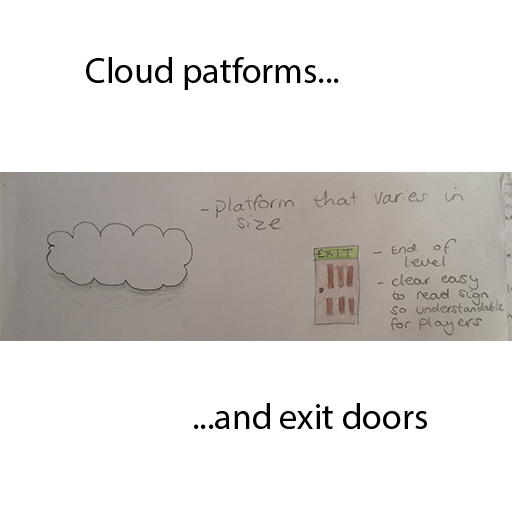 Cloud patforms...
- platform that varies in
size
EXIT
- End of
level
- clear easy
to read sign
so understandable
for players
...and exit doors